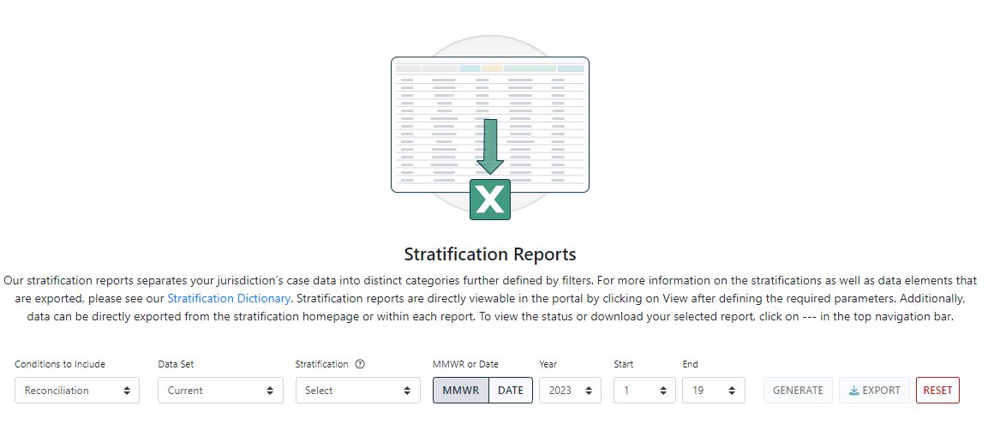 X
Stratification Reports
Our stratification reports separates your jurisdiction's case data into distinct categories further defined by filters. For more information on the stratifications as well as data elements that
are exported, please see our Stratification Dictionary. Stratification reports are directly viewable in the portal by clicking on View after defining the required parameters. Additionally,
data can be directly exported from the stratification homepage or within each report. To view the status or download your selected report, click on --- in the top navigation bar.
Conditions to Include Data Set Stratification ? MMWR or Date Year Start End
Reconciliation Current Select MMWR DATE 2023 1 19 GENERATE EXPORT RESET